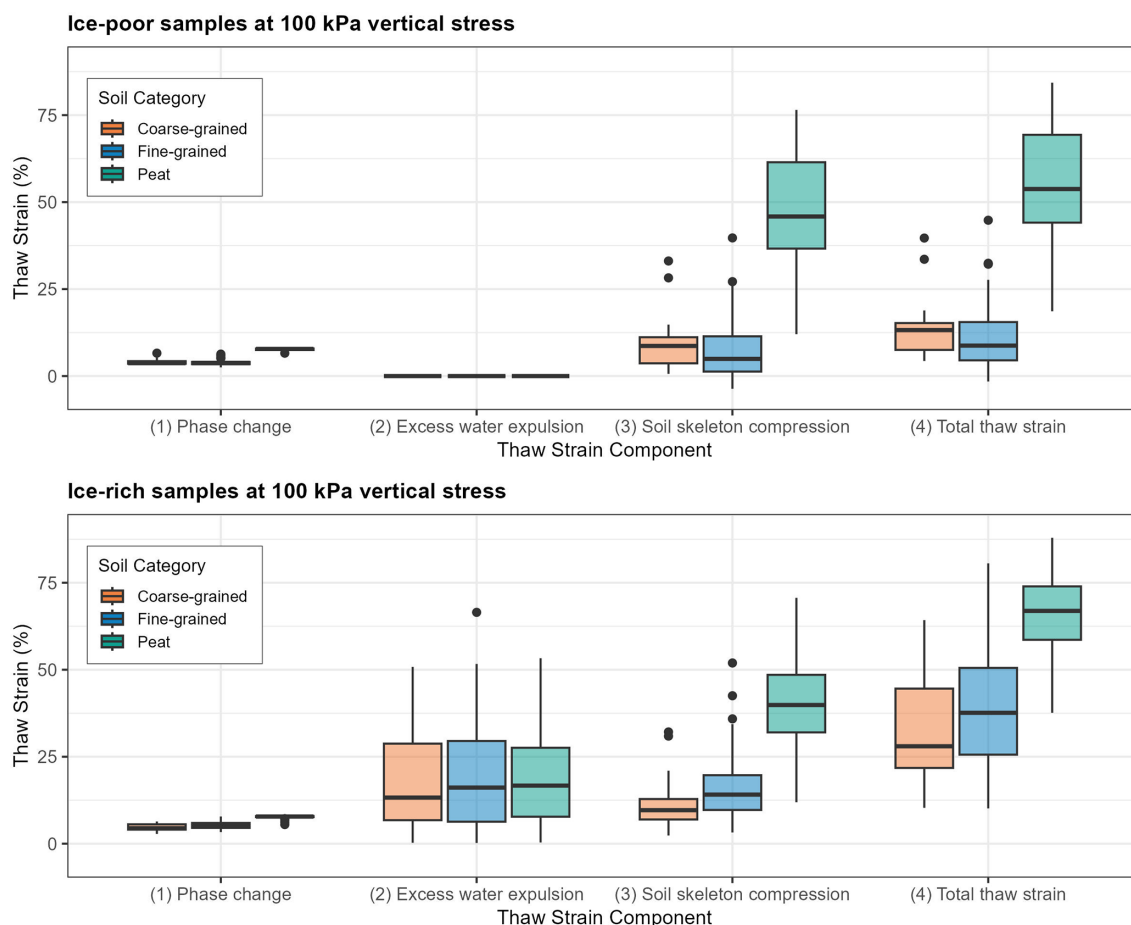 Ice-poor samples at 100 kPa vertical stress
Soil Category
Coarse-grained
Fine-grained
Peat
Thaw Strain (%)
75
50
25
0
(1) Phase change
(2) Excess water expulsion
(3) Soil skeleton compression
(4) Total thaw strain
Thaw Strain Component
Ice-rich samples at 100 kPa vertical stress
Soil Category
Coarse-grained
Fine-grained
Peat
Thaw Strain (%)
75
50
25
0
(1) Phase change
(2) Excess water expulsion
(3) Soil skeleton compression
(4) Total thaw strain
Thaw Strain Component